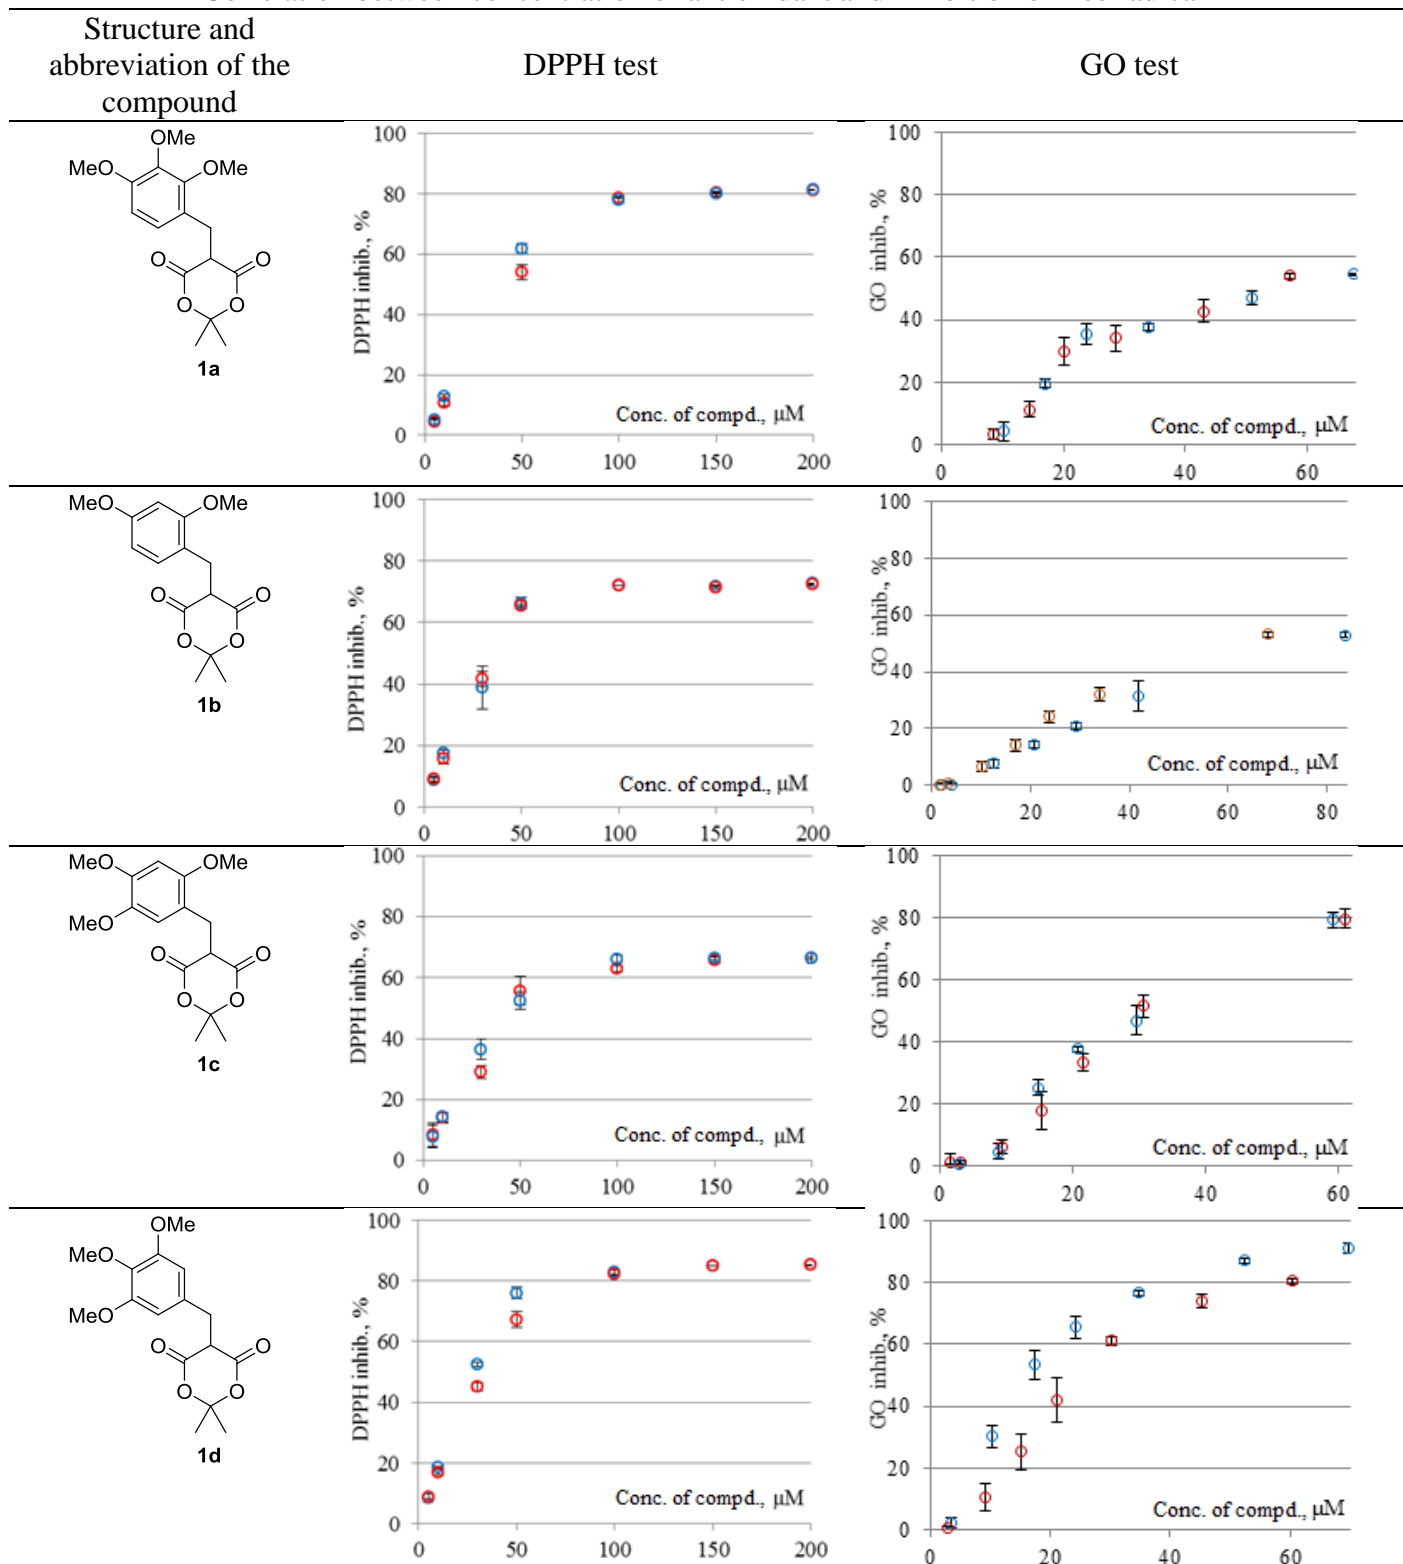 Structure and
abbreviation of the
compound
DPPH test
GO test
OMe
MeO
OMe
O
O
O
O
1a
100
80
60
40
20
0
DPPH inhib., %
Conc. of compd., μM
0 50 100 150 200
100
80
60
40
20
0
GO inhib., %
Conc. of compd., μM
0 20 40 60
MeO
OMe
O
O
O
O
1b
100
80
60
40
20
0
DPPH inhib., %
Conc. of compd., μM
0 50 100 150 200
100
80
60
40
20
0
GO inhib., %
Conc. of compd., μM
0 20 40 60 80
MeO
OMe
MeO
O
O
O
O
1c
100
80
60
40
20
0
DPPH inhib., %
Conc. of compd., μM
0 50 100 150 200
100
80
60
40
20
0
GO inhib., %
Conc. of compd., μM
0 20 40 60
OMe
MeO
MeO
O
O
O
O
1d
100
80
60
40
20
0
DPPH inhib., %
Conc. of compd., μM
0 50 100 150 200
100
80
60
40
20
0
GO inhib., %
Conc. of compd., μM
0 20 40 60